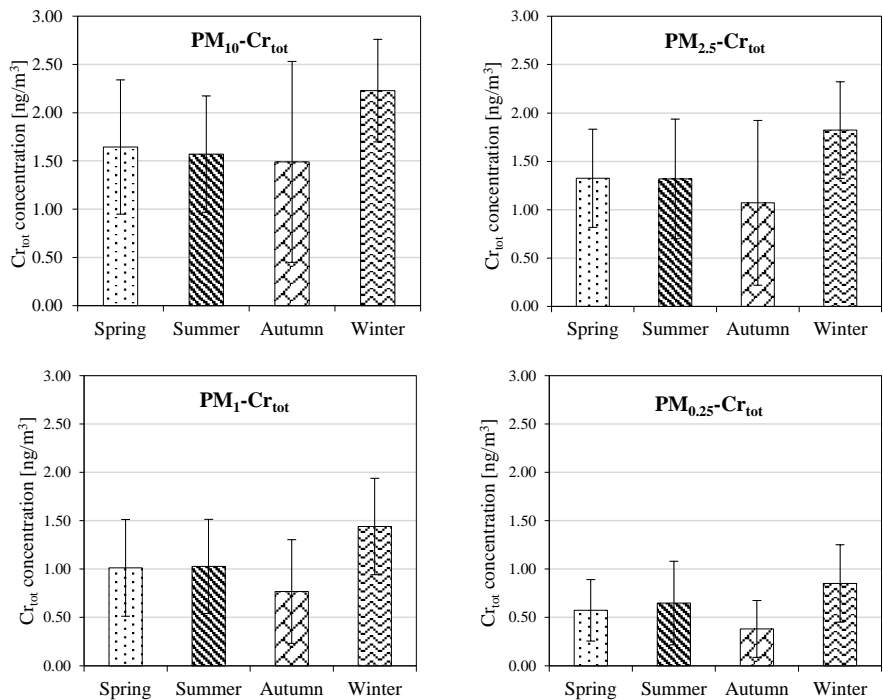 PM10-Crtot
Crtot concentration [ng/m³]
3.00
2.50
2.00
1.50
1.00
0.50
0.00
Spring Summer Autumn Winter
PM2.5-Crtot
Crtot concentration [ng/m³]
3.00
2.50
2.00
1.50
1.00
0.50
0.00
Spring Summer Autumn Winter
PM1-Crtot
Crtot concentration [ng/m³]
3.00
2.50
2.00
1.50
1.00
0.50
0.00
Spring Summer Autumn Winter
PM0.25-Crtot
Crtot concentration [ng/m³]
3.00
2.50
2.00
1.50
1.00
0.50
0.00
Spring Summer Autumn Winter